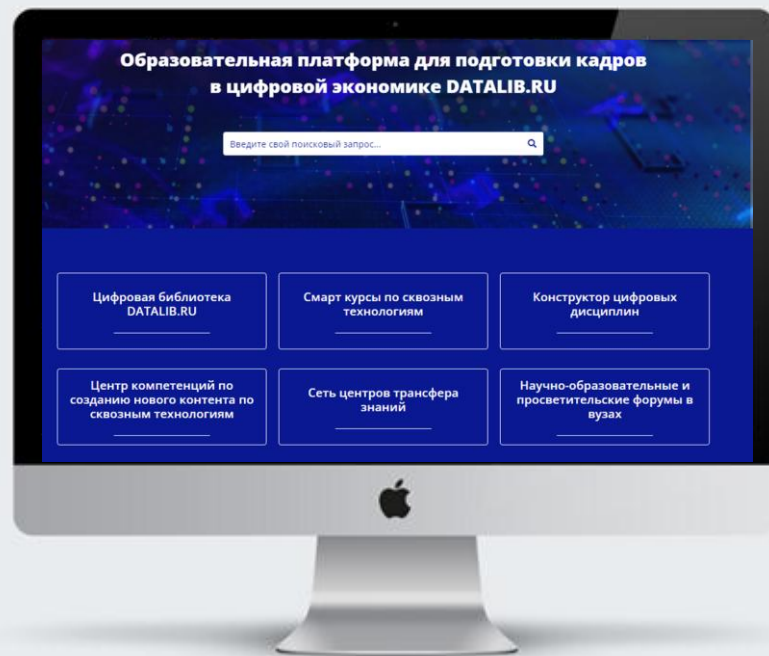 Образовательная платформа для подготовки кадров
в цифровой экономике DATALIB.RU
Введите свой поисковый запрос...
Цифровая библиотека
DATALIB.RU
Смарт курсы по сквозным
технологиям
Конструктор цифровых
дисциплин
Центр компетенций по
созданию нового контента по
сквозным технологиям
Сеть центров трансфера
знаний
Научно-образовательные и
просветительские форумы в
вузах